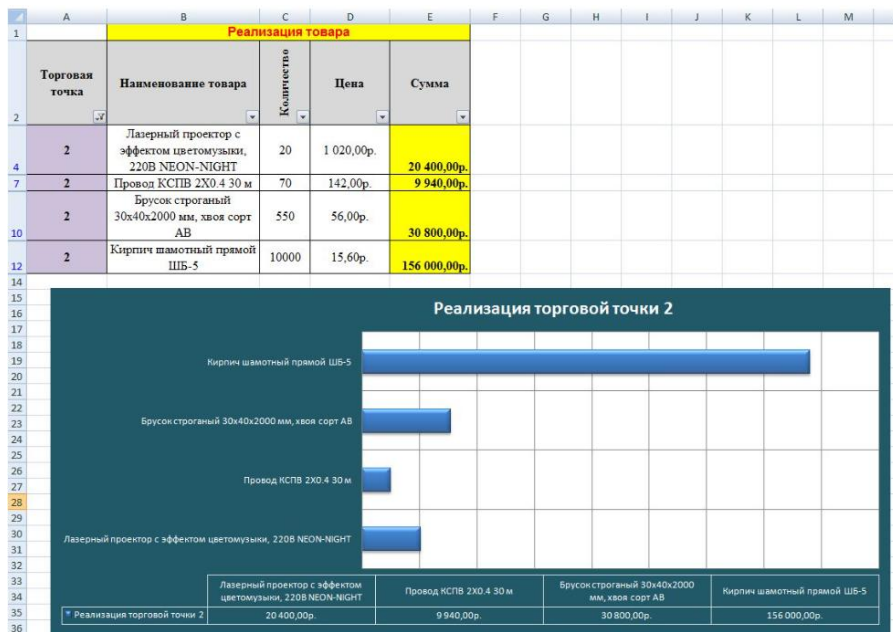 A B C D E F G H I J K L M
1 Реализация товара
2 Торговая точка Наименование товара Количество Цена Сумма
4 2 Лазерный проектор с эффектом цветомузыки, 220В NEON-NIGHT 20 1 020,00р. 20 400,00р.
7 2 Провод КСПВ 2Х0.4 30 м 70 142,00р. 9 940,00р.
10 2 Брусок строганый 30х40х2000 мм, хвоя сорт АВ 550 56,00р. 30 800,00р.
12 2 Кирпич шамотный прямой ШБ-5 10000 15,60р. 156 000,00р.
14
15
16 Реализация торговой точки 2
17
18
19 Кирпич шамотный прямой ШБ-5
20
21
22
23 Брусок строганый 30х40х2000 мм, хвоя сорт АВ
24
25
26
27 Провод КСПВ 2Х0.4 30 м
28
29
30 Лазерный проектор с эффектом цветомузыки, 220В NEON-NIGHT
31
32
33 Лазерный проектор с эффектом Провод КСПВ 2Х0.4 30 м Брусок строганый 30х40х2000 Кирпич шамотный прямой ШБ-5
34 цветомузыки, 220В NEON-NIGHT мм, хвоя сорт АВ
35 Реализация торговой точки 2 20 400,00р. 9 940,00р. 30 800,00р. 156 000,00р.
36